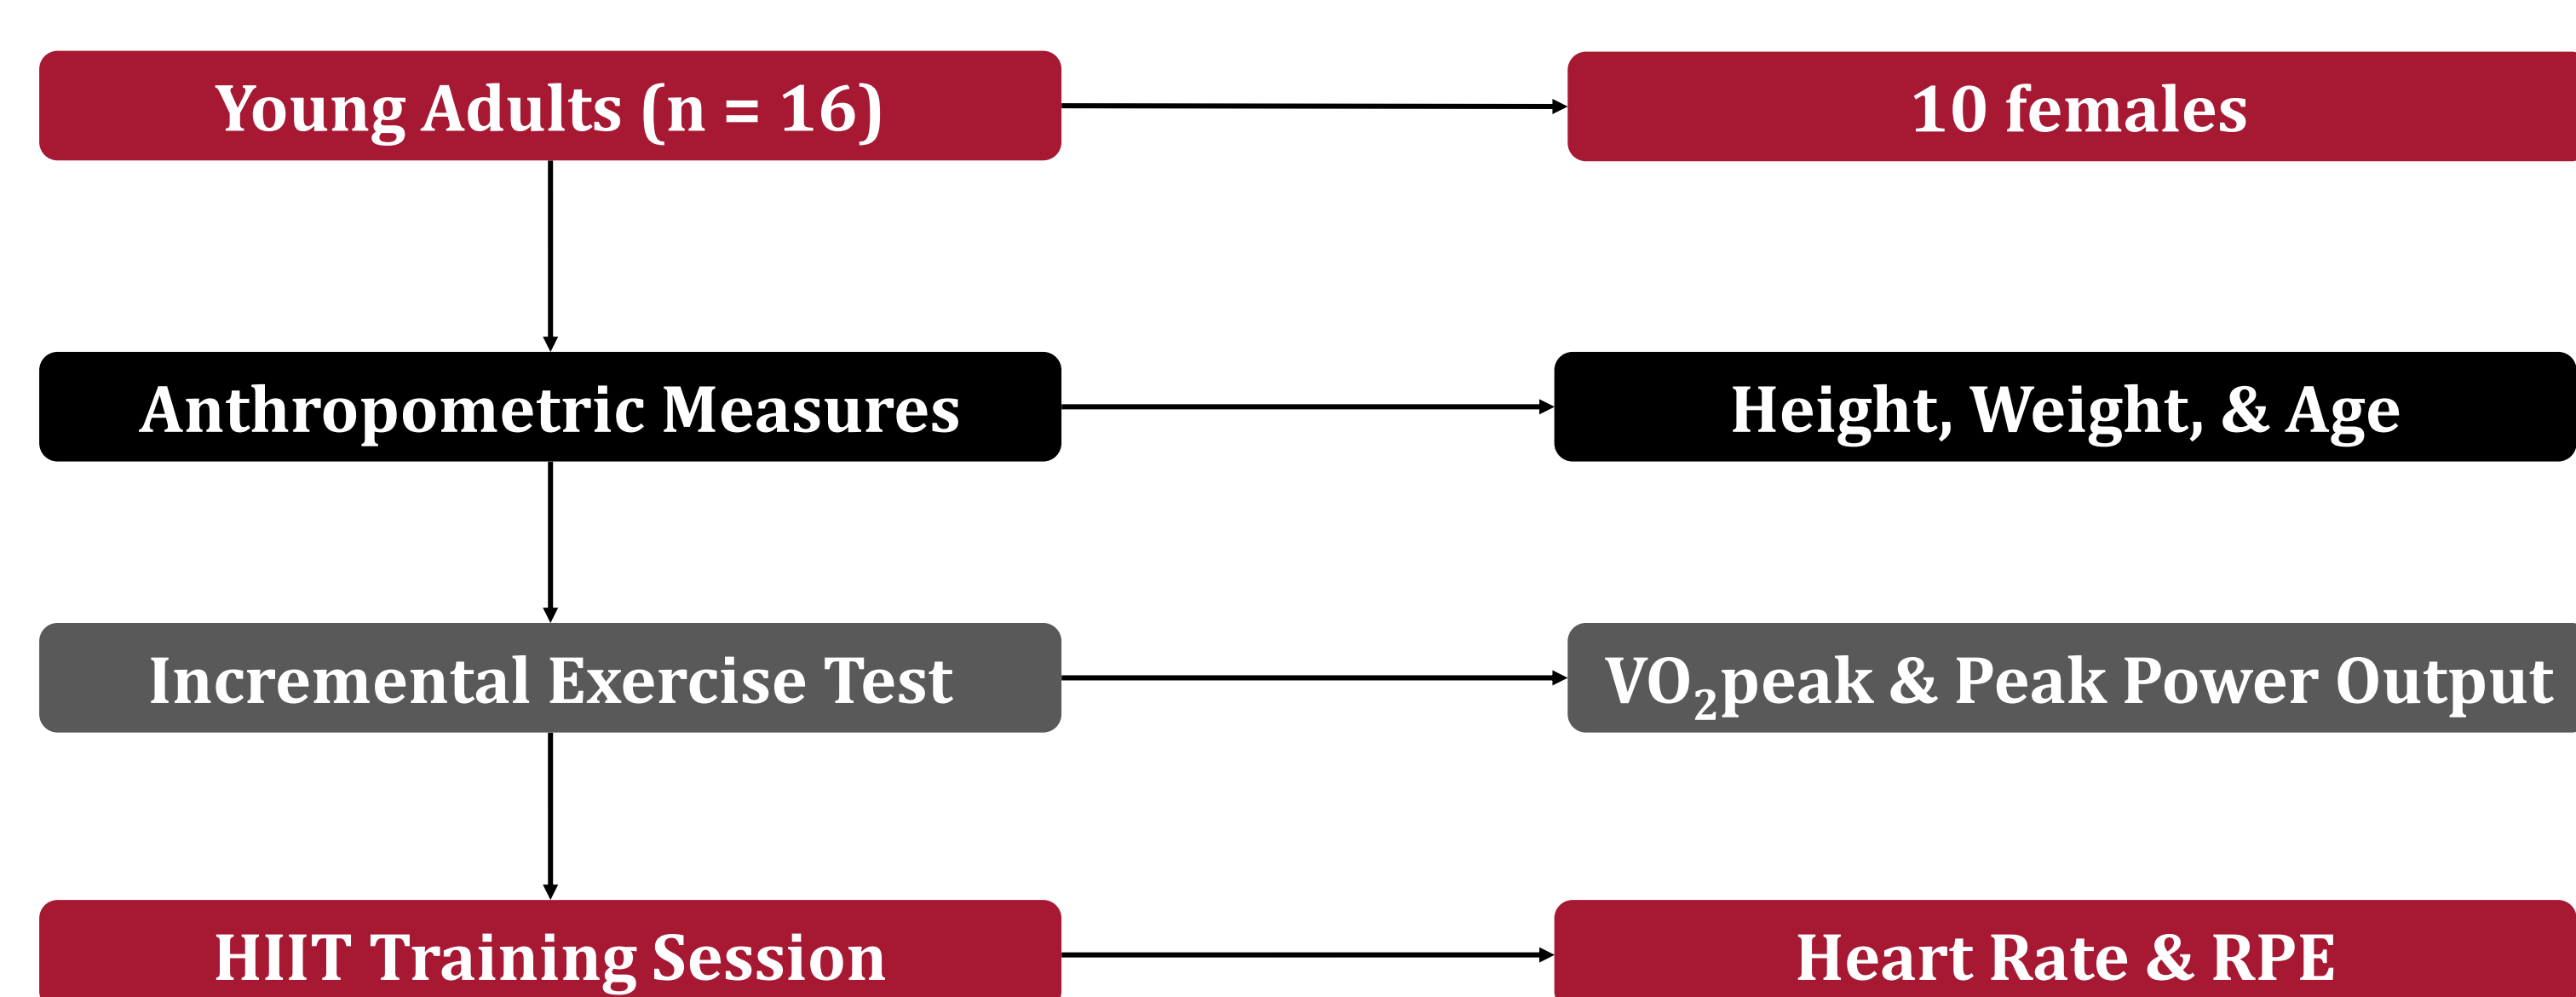 Young Adults (n = 16)
10 females
Anthropometric Measures
Height, Weight, & Age
Incremental Exercise Test
VO₂peak & Peak Power Output
HIIT Training Session
Heart Rate & RPE